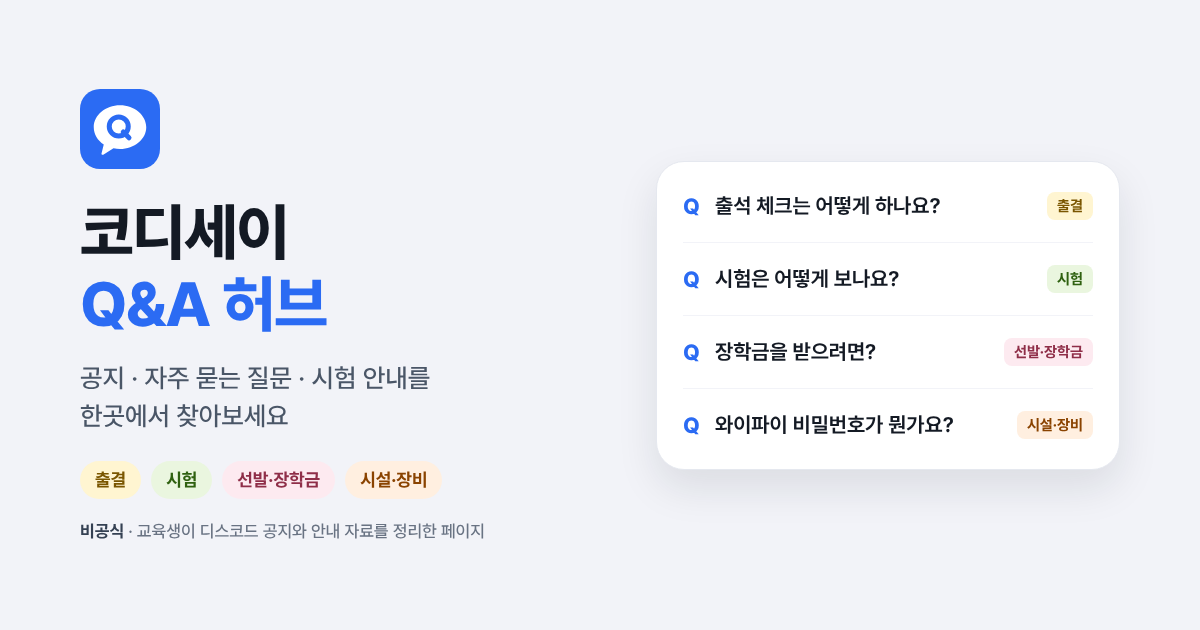 Q
코디세이
Q&A 허브
공지 · 자주 묻는 질문 · 시험 안내를
한곳에서 찾아보세요
출결 시험 선발·장학금 시설·장비
비공식 · 교육생이 디스코드 공지와 안내 자료를 정리한 페이지
Q 출석 체크는 어떻게 하나요? 출결
Q 시험은 어떻게 보나요? 시험
Q 장학금을 받으려면? 선발·장학금
Q 와이파이 비밀번호가 뭔가요? 시설·장비